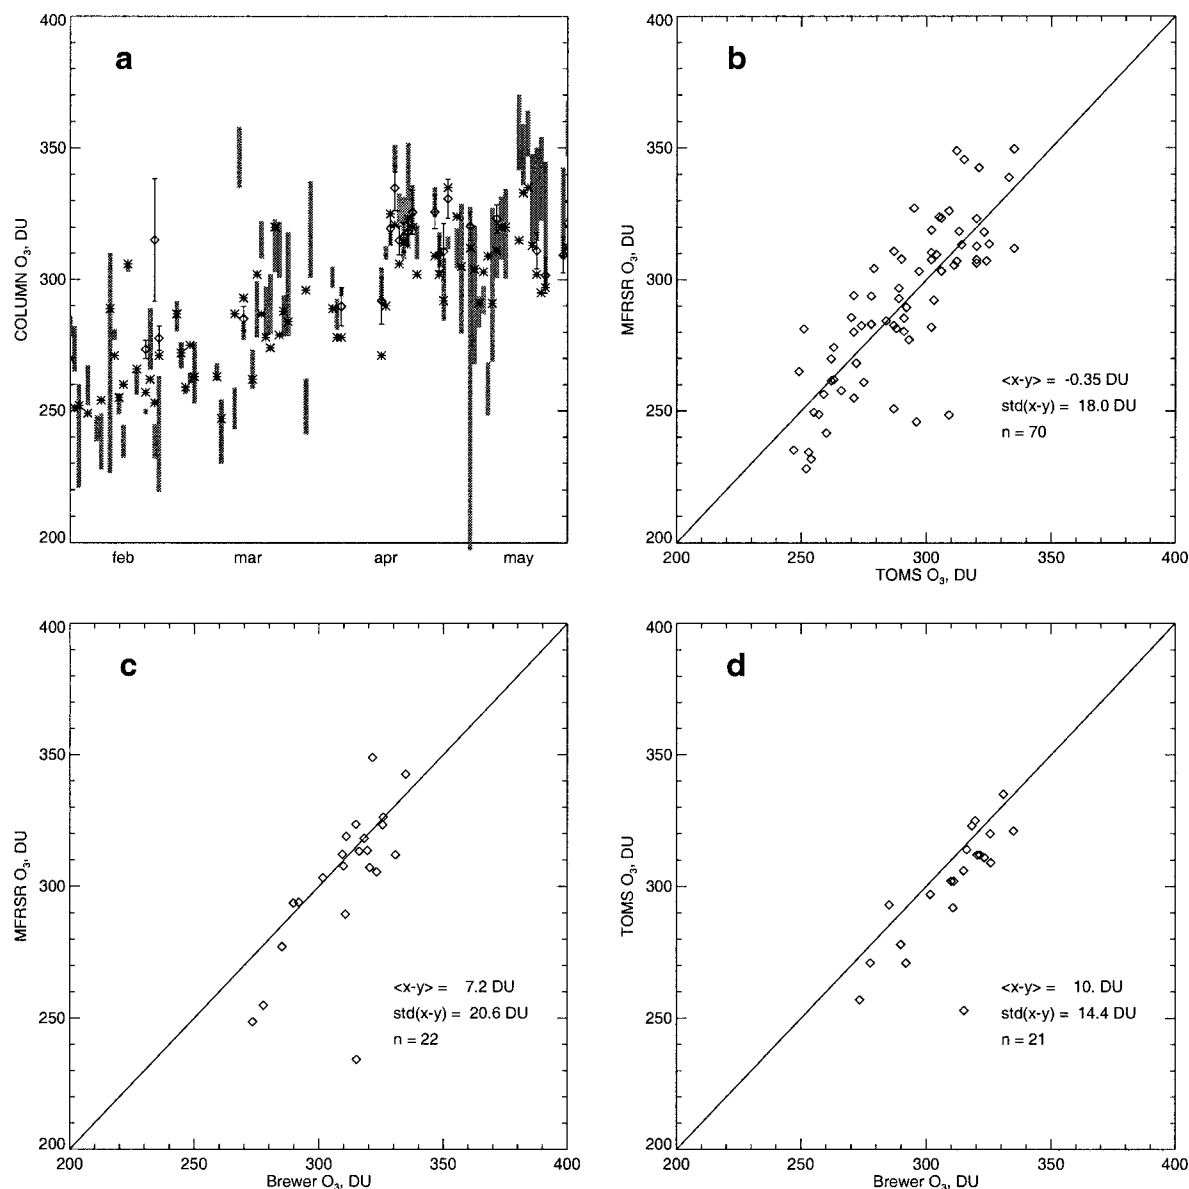 a
COLUMN O₃, DU
400
350
300
250
200
feb mar apr may
b
MFRSR O₃, DU
400
350
300
250
200
<x-y> = -0.35 DU
std(x-y) = 18.0 DU
n = 70
200 250 300 350 400
TOMS O₃, DU
c
MFRSR O₃, DU
400
350
300
250
200
<x-y> = 7.2 DU
std(x-y) = 20.6 DU
n = 22
200 250 300 350 400
Brewer O₃, DU
d
TOMS O₃, DU
400
350
300
250
200
<x-y> = 10. DU
std(x-y) = 14.4 DU
n = 21
200 250 300 350 400
Brewer O₃, DU